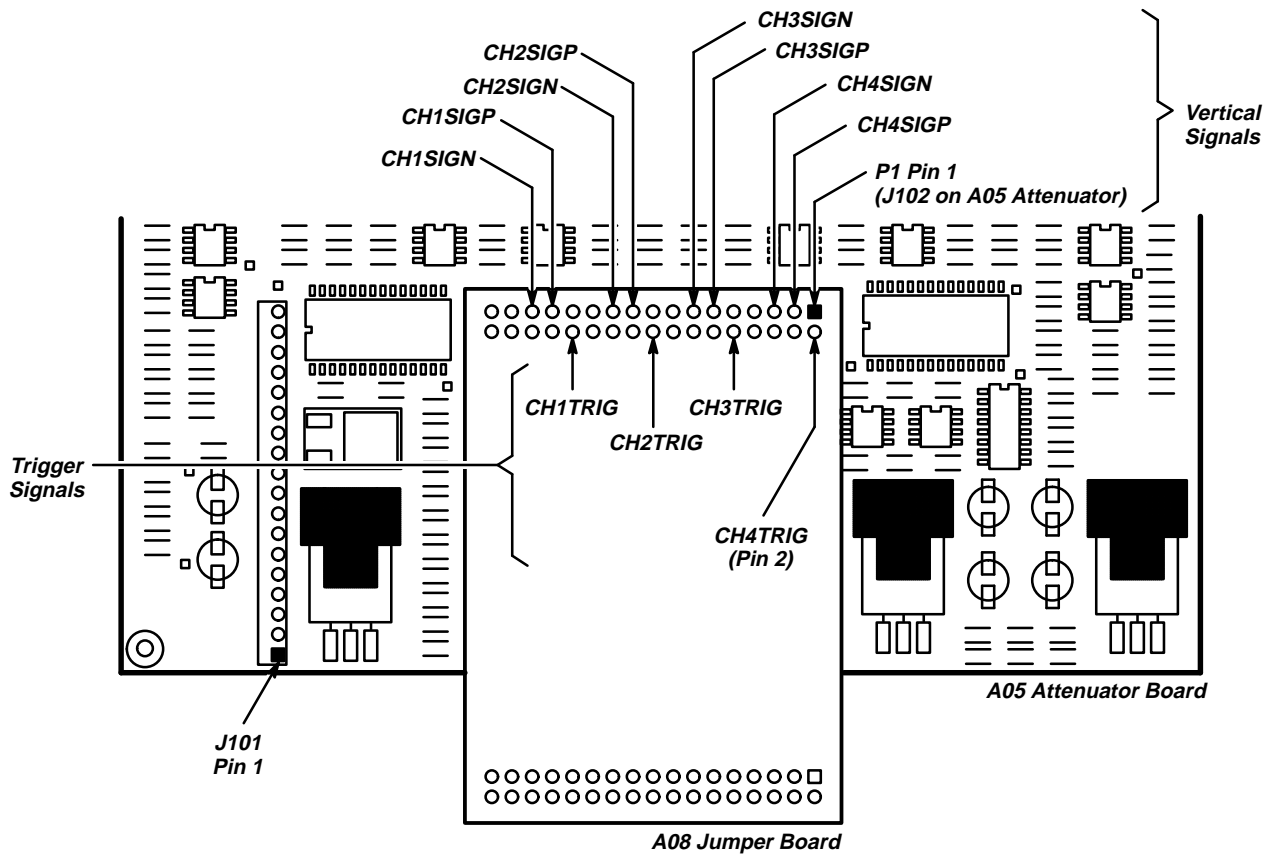 CH3SIGN
CH2SIGP
CH3SIGP
CH2SIGN
CH4SIGN
CH1SIGP
CH4SIGP
CH1SIGN
Vertical
Signals
P1 Pin 1
(J102 on A05 Attenuator)
CH1TRIG
CH3TRIG
CH2TRIG
Trigger
Signals
CH4TRIG
(Pin 2)
A05 Attenuator Board
J101
Pin 1
A08 Jumper Board